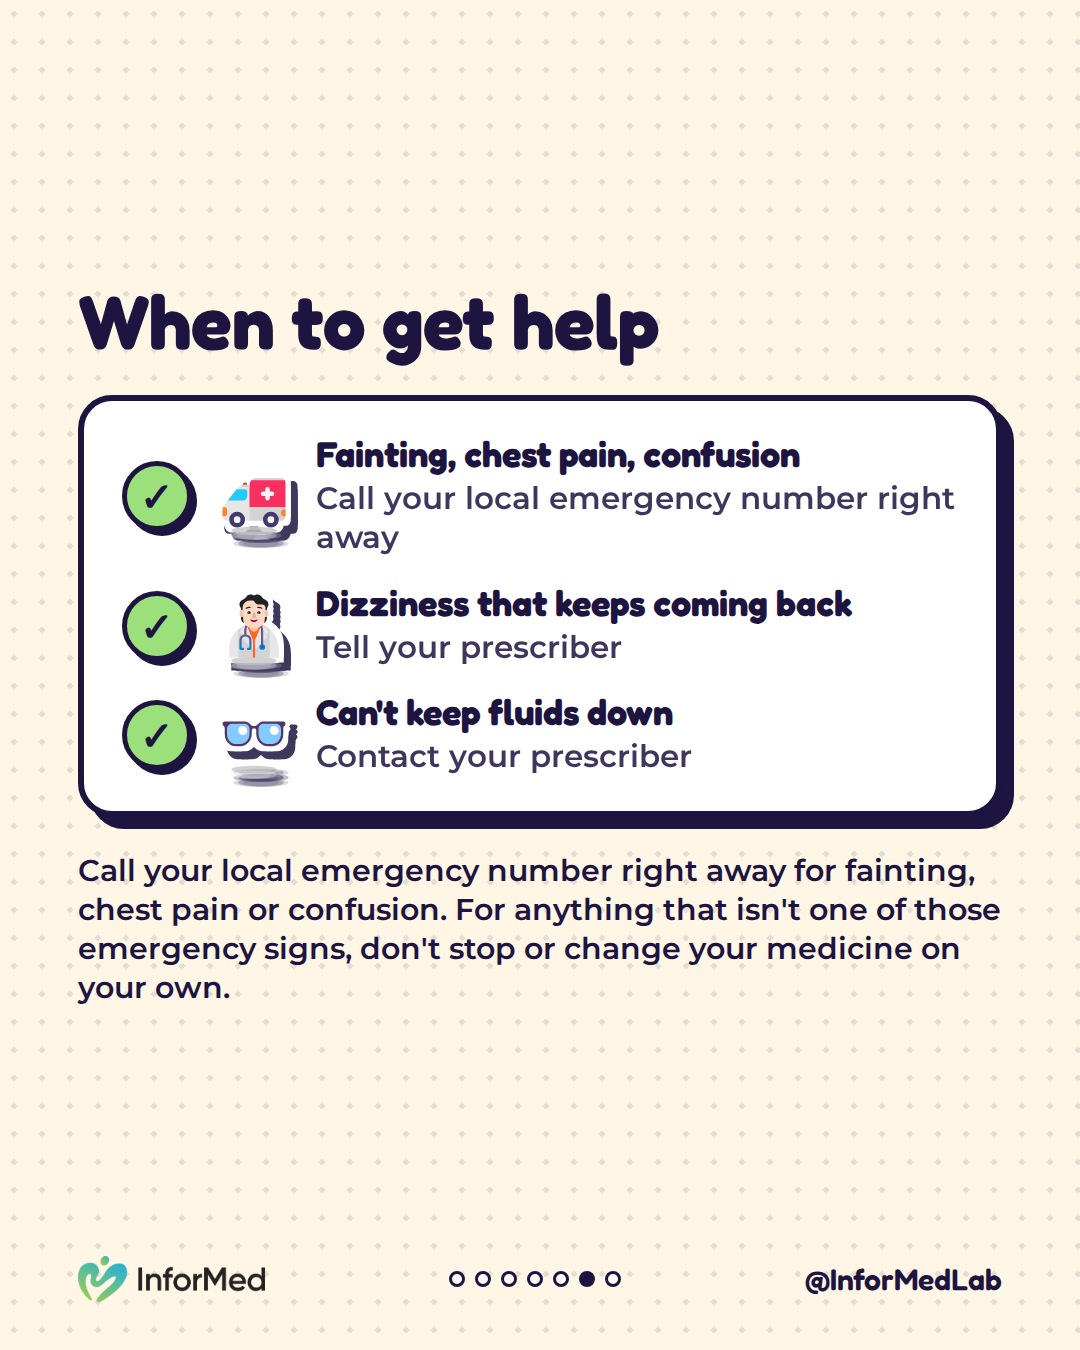 When to get help
Fainting, chest pain, confusion
Call your local emergency number right
away
Dizziness that keeps coming back
Tell your prescriber
Can't keep fluids down
Contact your prescriber
Call your local emergency number right away for fainting,
chest pain or confusion. For anything that isn't one of those
emergency signs, don't stop or change your medicine on
your own.
InforMed
@InforMedLab